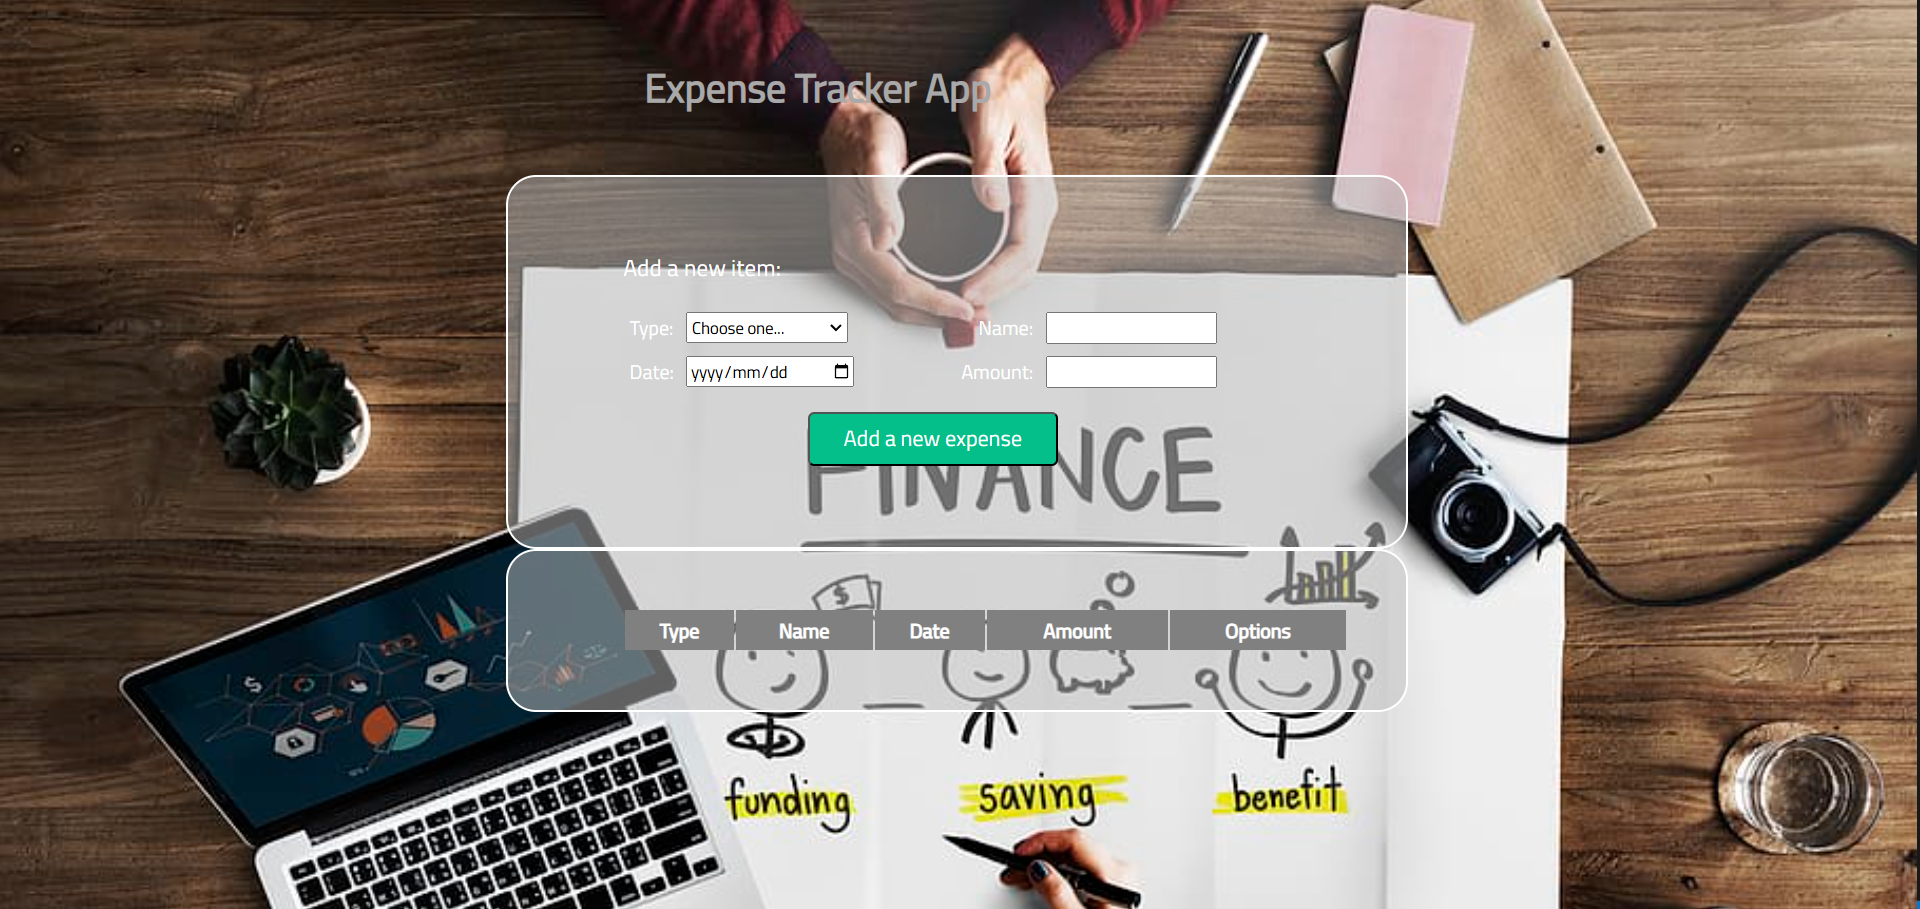 Expense Tracker App
Add a new item:
Type: Choose one... Name:
Date: yyyy/mm/dd Amount:
Add a new expense
FINANCE
$
Type Name Date Amount Options
$
funding saving benefit